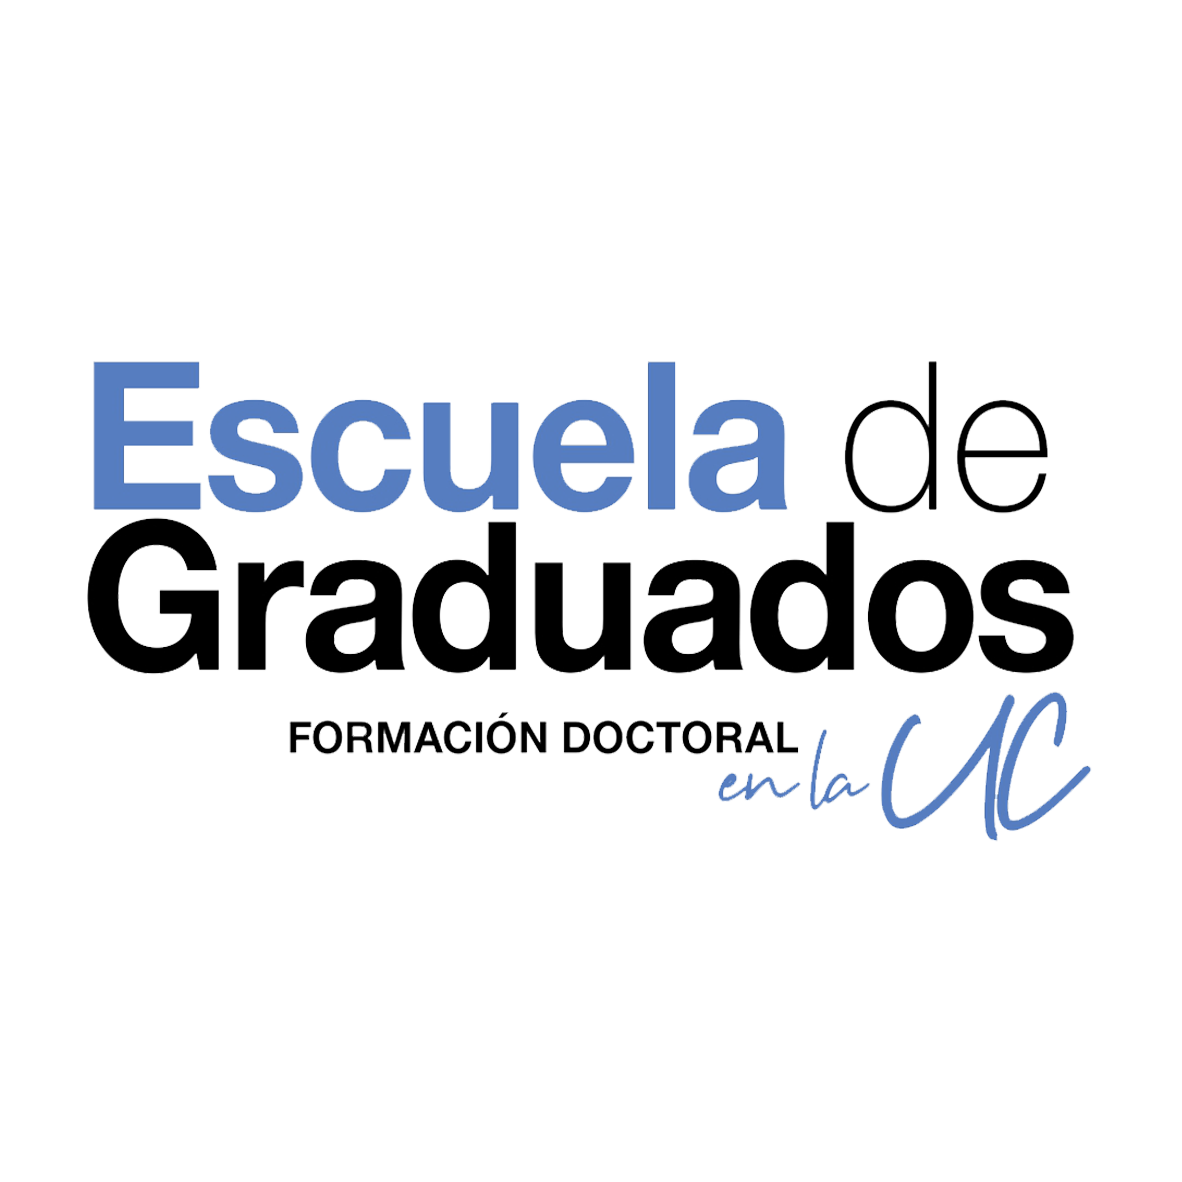 Escuela de
Graduados
FORMACIÓN DOCTORAL
en la UC